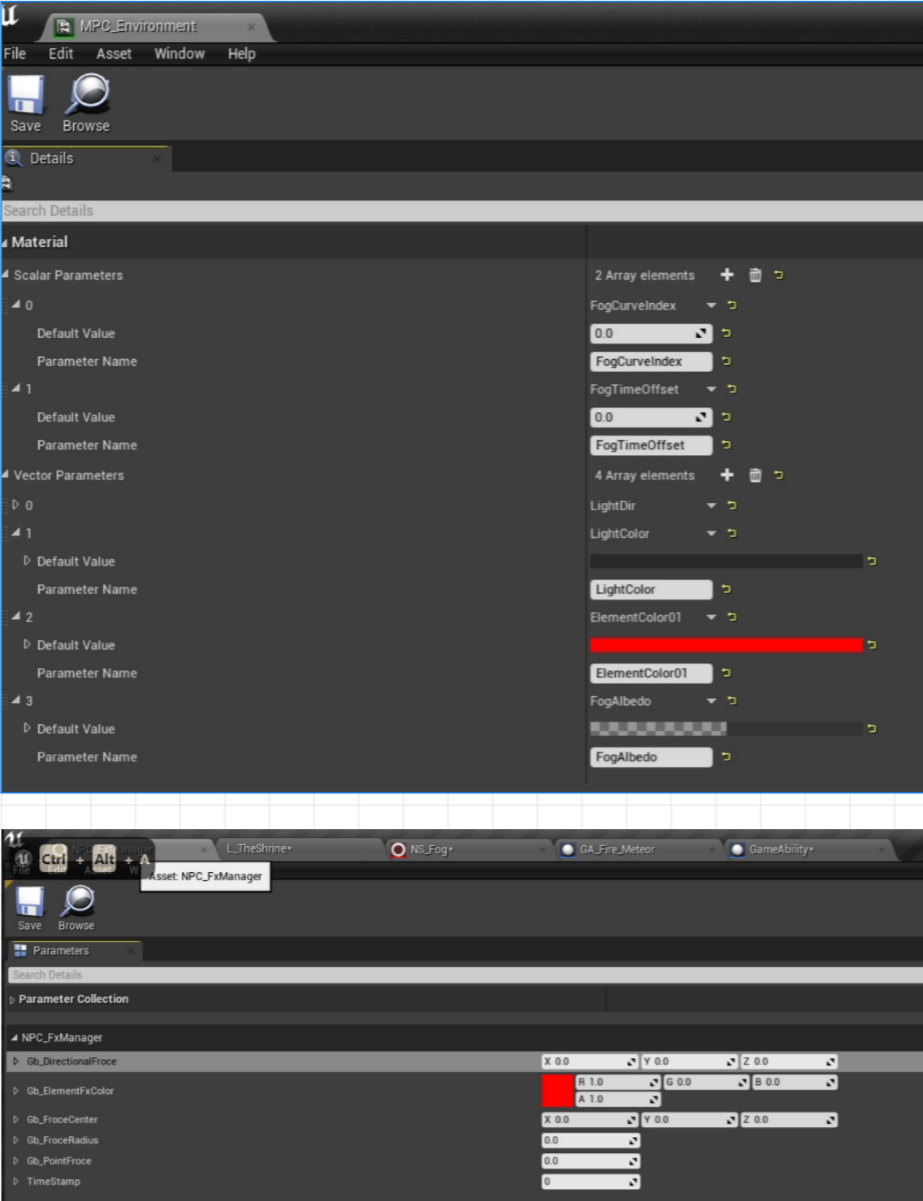 MPC_Environment
File Edit Asset Window Help
Save Browse
Details
Search Details
Material
Scalar Parameters 2 Array elements
0 FogCurveIndex
Default Value 0.0
Parameter Name FogCurveIndex
1 FogTimeOffset
Default Value 0.0
Parameter Name FogTimeOffset
Vector Parameters 4 Array elements
0 LightDir
1 LightColor
Default Value
Parameter Name LightColor
2 ElementColor01
Default Value
Parameter Name ElementColor01
3 FogAlbedo
Default Value
Parameter Name FogAlbedo
NPC_FxManager L_TheShrine• NS_Fog• GA_Fire_Meteor GameAbility•
Ctrl + Alt + A
File Edit Asset
Asset: NPC_FxManager
Save Browse
Parameters
Search Details
Parameter Collection
NPC_FxManager
Gb_DirectionalFroce X 0.0 Y 0.0 Z 0.0
Gb_ElementFxColor R 1.0 G 0.0 B 0.0
A 1.0
Gb_FroceCenter X 0.0 Y 0.0 Z 0.0
Gb_FroceRadius 0.0
Gb_PointFroce 0.0
TimeStamp 0